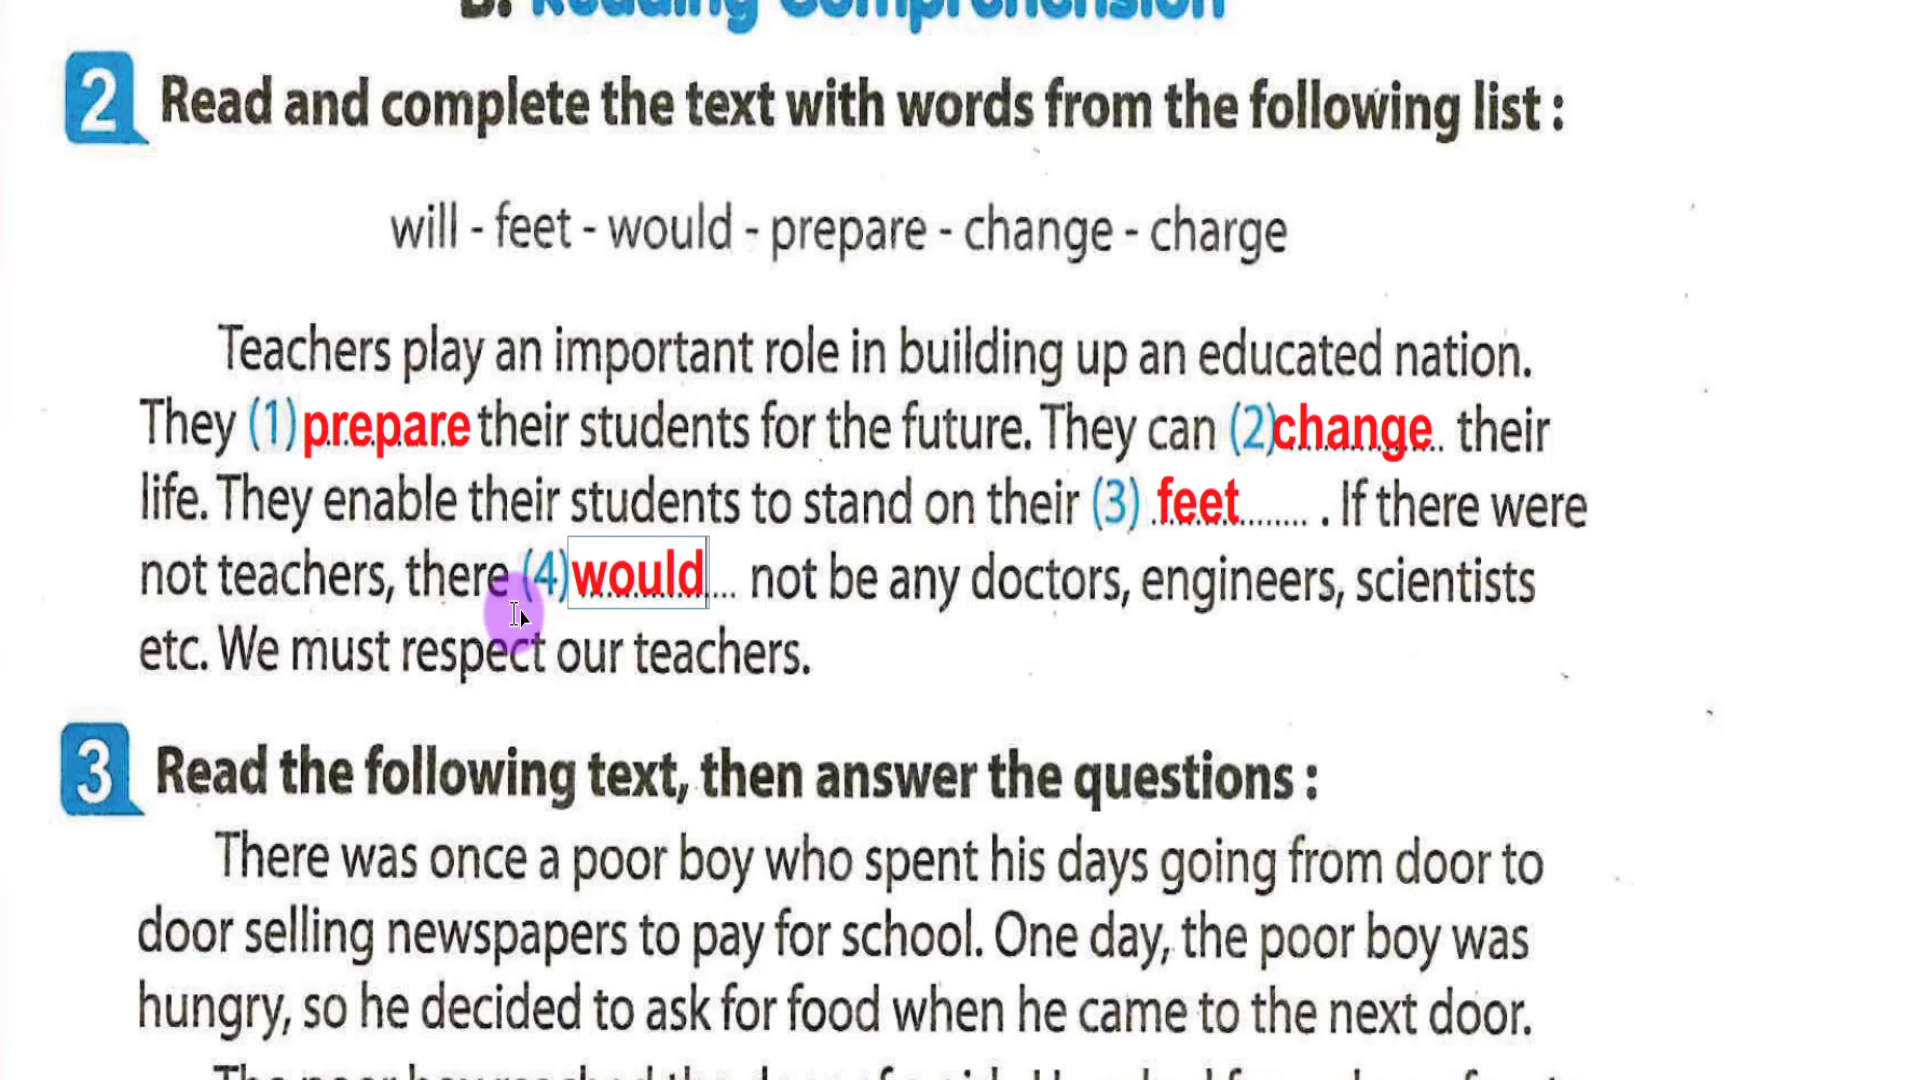 B. Reading Comprehension
2 Read and complete the text with words from the following list :
will - feet - would - prepare - change - charge
Teachers play an important role in building up an educated nation.
They (1) prepare their students for the future. They can (2) change their
life. They enable their students to stand on their (3) feet........ . If there were
not teachers, there (4) would... not be any doctors, engineers, scientists
etc. We must respect our teachers.
3 Read the following text, then answer the questions :
There was once a poor boy who spent his days going from door to
door selling newspapers to pay for school. One day, the poor boy was
hungry, so he decided to ask for food when he came to the next door.